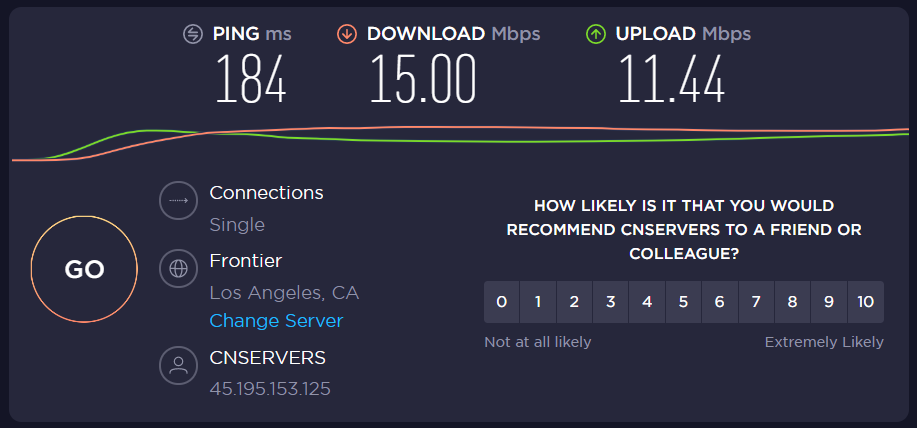 PING ms
DOWNLOAD Mbps
UPLOAD Mbps
184
15.00
11.44
Connections
Single
GO
Frontier
Los Angeles, CA
Change Server
CNSERVERS
45.195.153.125
HOW LIKELY IS IT THAT YOU WOULD
RECOMMEND CNSERVERS TO A FRIEND OR
COLLEAGUE?
0 1 2 3 4 5 6 7 8 9 10
Not at all likely
Extremely Likely